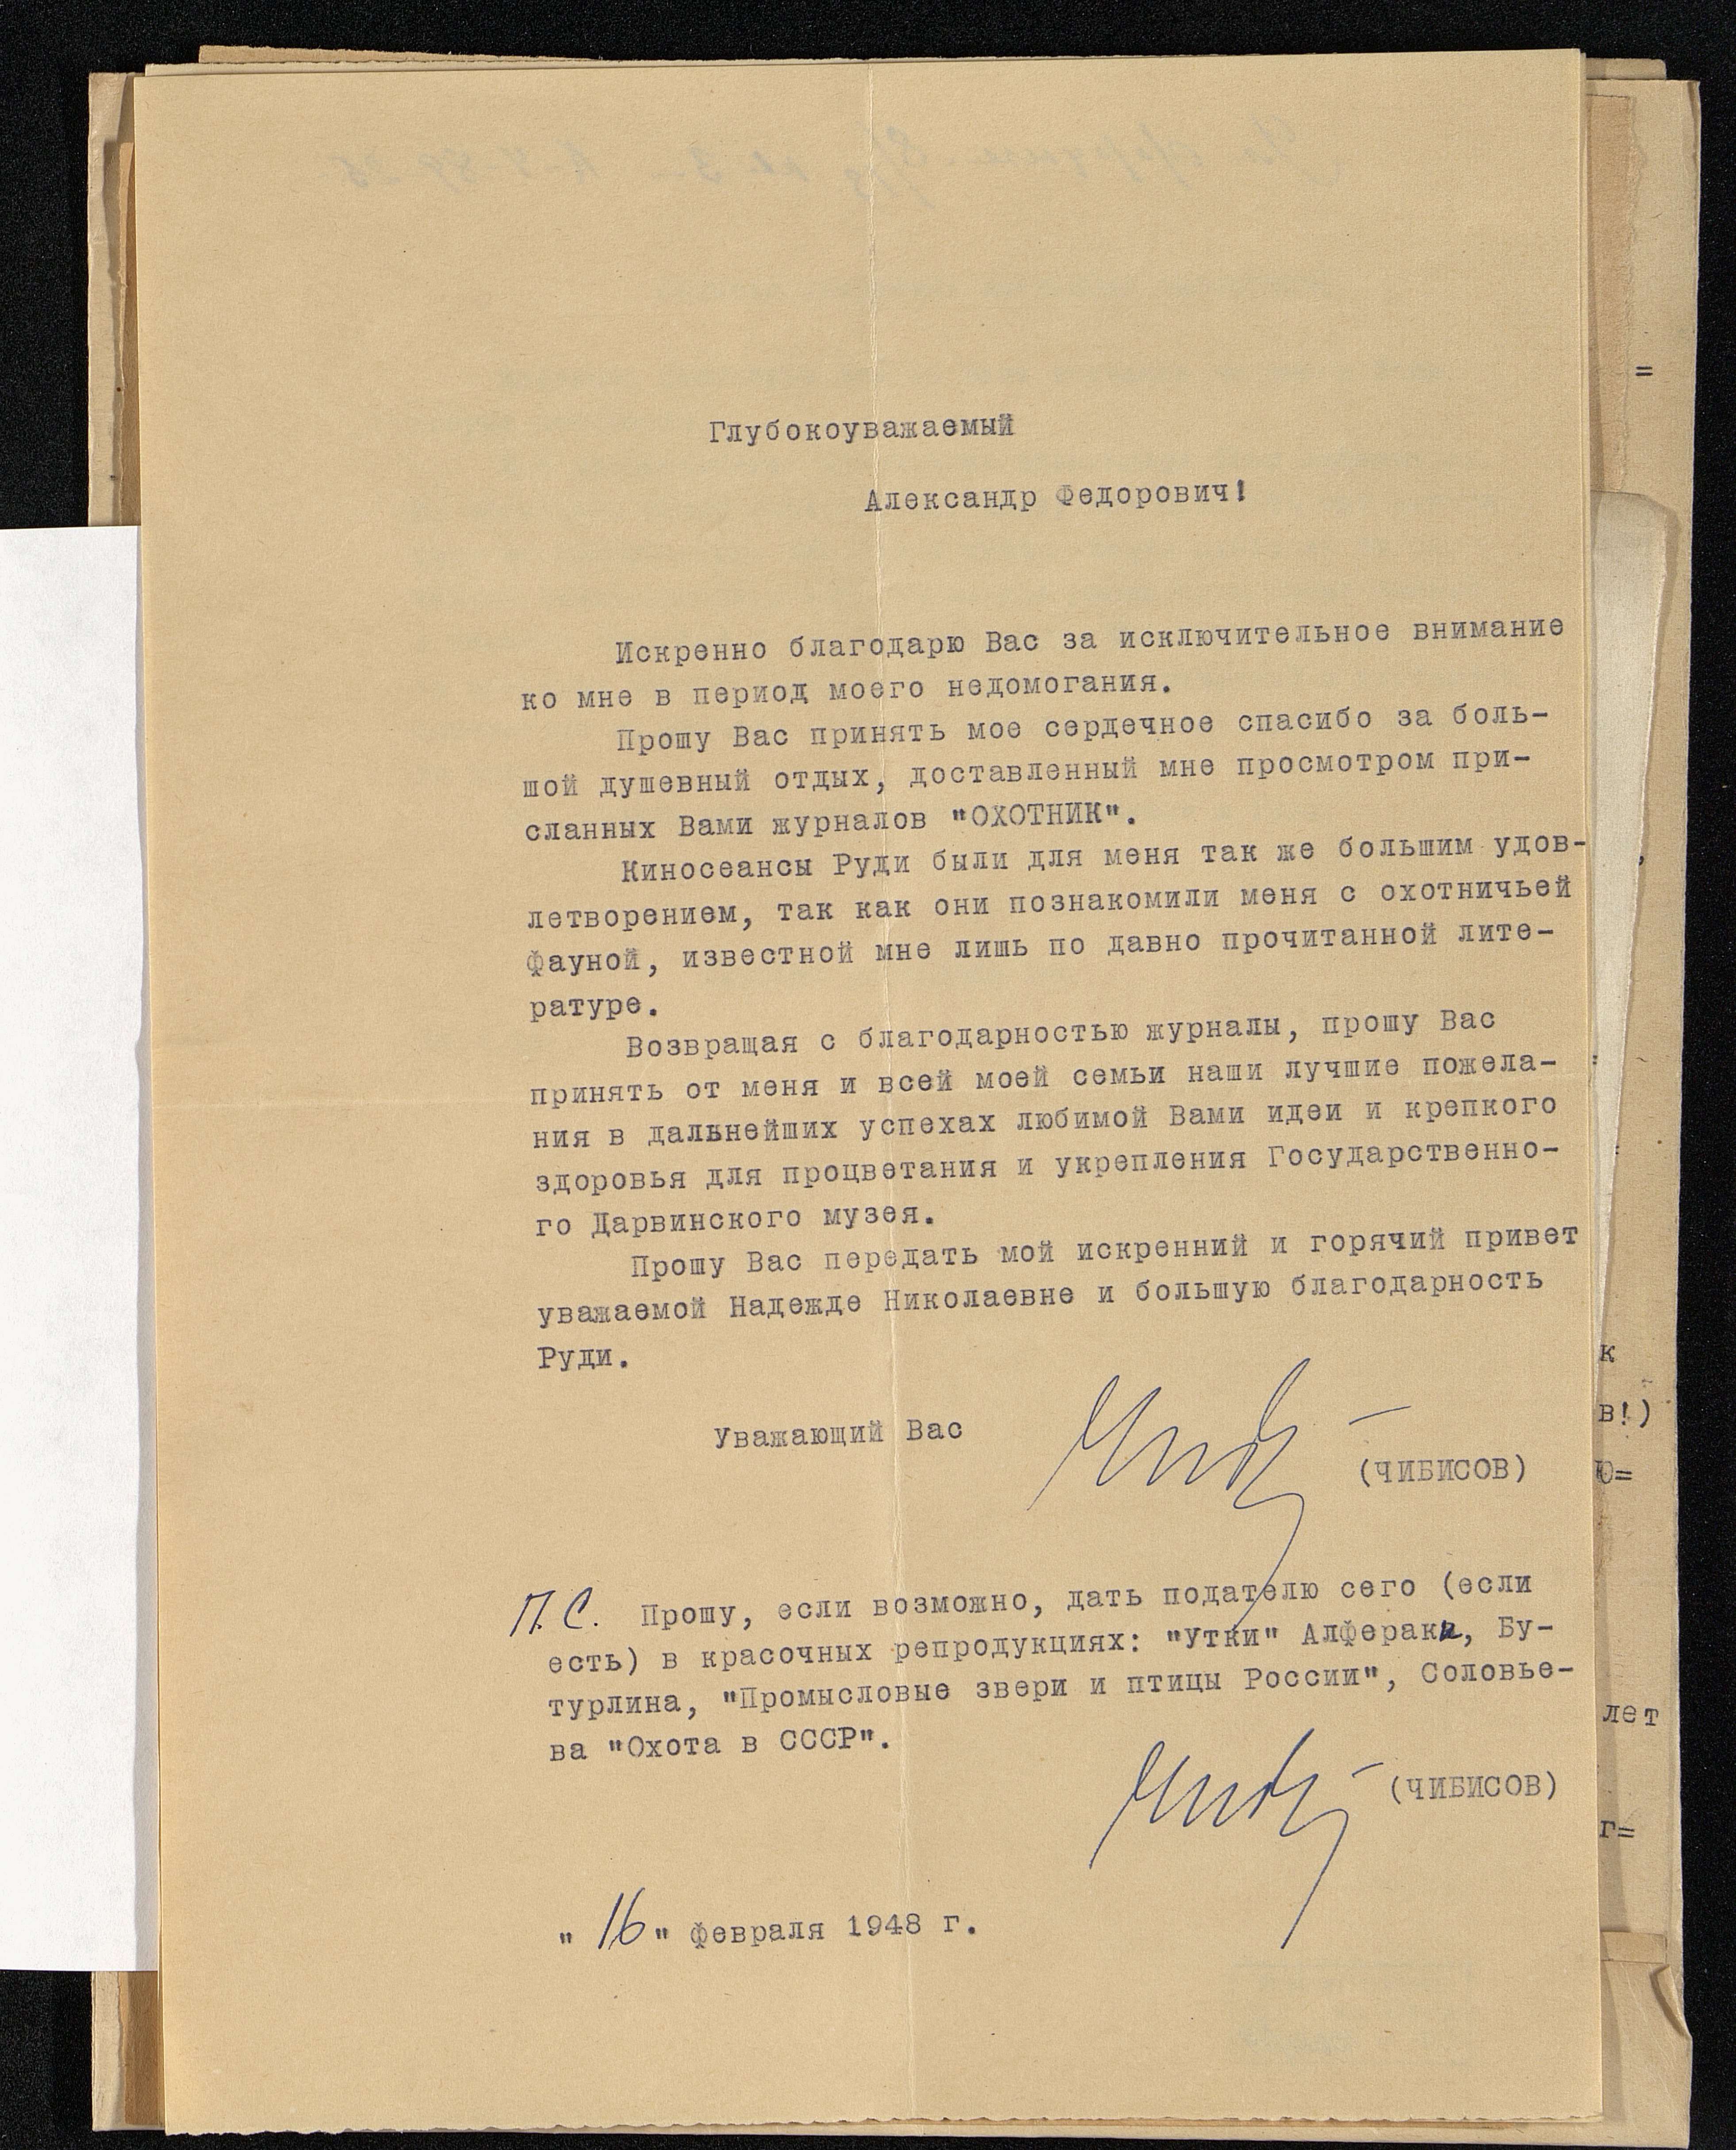 Глубокоуважаемый
Александр Федорович!
Искренно благодарю Вас за исключительное внимание
ко мне в период моего недомогания.
Прошу Вас принять мое сердечное спасибо за боль-
шой душевный отдых, доставленный мне просмотром при-
сланных Вами журналов "ОХОТНИК".
Киносеансы Руди были для меня так же большим удов-
летворением, так как они познакомили меня с охотничьей
фауной, известной мне лишь по давно прочитанной лите-
ратуре.
Возвращая с благодарностью журналы, прошу Вас
принять от меня и всей моей семьи наши лучшие пожела-
ния в дальнейших успехах любимой Вами идеи и крепкого
здоровья для процветания и укрепления Государственно-
го Дарвинского музея.
Прошу Вас передать мой искренний и горячий привет
уважаемой Надежде Николаевне и большую благодарность
Руди.
Уважающий Вас
(ЧИБИСОВ)
П.С. Прошу, если возможно, дать подателю сего (если
есть) в красочных репродукциях: "Утки" Алфераки, Бу-
турлина, "Промысловые звери и птицы России", Соловье-
ва "Охота в СССР".
(ЧИБИСОВ)
"16" февраля 1948 г.
=
к
в!)
ю=
лет
г=